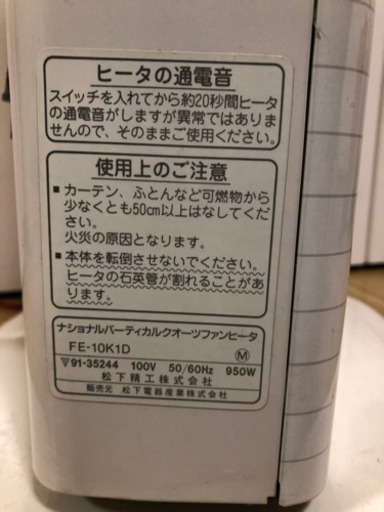 ヒータの通電音
スイッチを入れてから約20秒間ヒータ
の通電音がしますが異常ではありま
せんので、そのままご使用ください。
使用上のご注意
■カーテン、ふとんなど可燃物から
少なくとも50cm以上はなしてくだ
さい。
火災の原因となります。
■本体を転倒させないでください。
ヒータの石英管が割れることがあ
ります。
ナショナルバーティカルクオーツファンヒータ
FE-10K1D Ⓜ
▽91-35244 100V 50/60Hz 950W
松下精工株式会社
販売元 松下電器産業株式会社